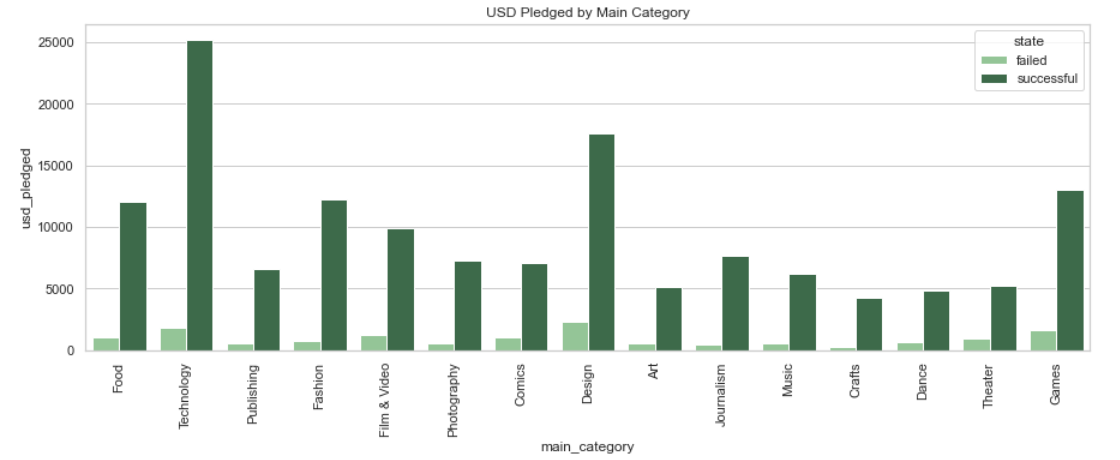 USD Pledged by Main Category
state
failed
successful
usd_pledged
25000
20000
15000
10000
5000
0
Food
Technology
Publishing
Fashion
Film & Video
Photography
Comics
Design
Art
Journalism
Music
Crafts
Dance
Theater
Games
main_category